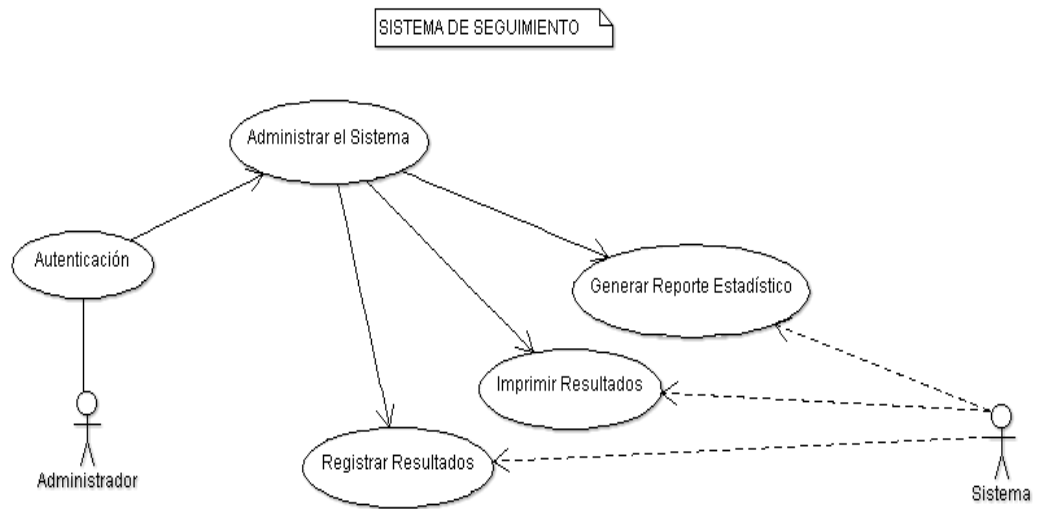 SISTEMA DE SEGUIMIENTO
Administrar el Sistema
Autenticación
Generar Reporte Estadístico
Imprimir Resultados
Registrar Resultados
Administrador
Sistema